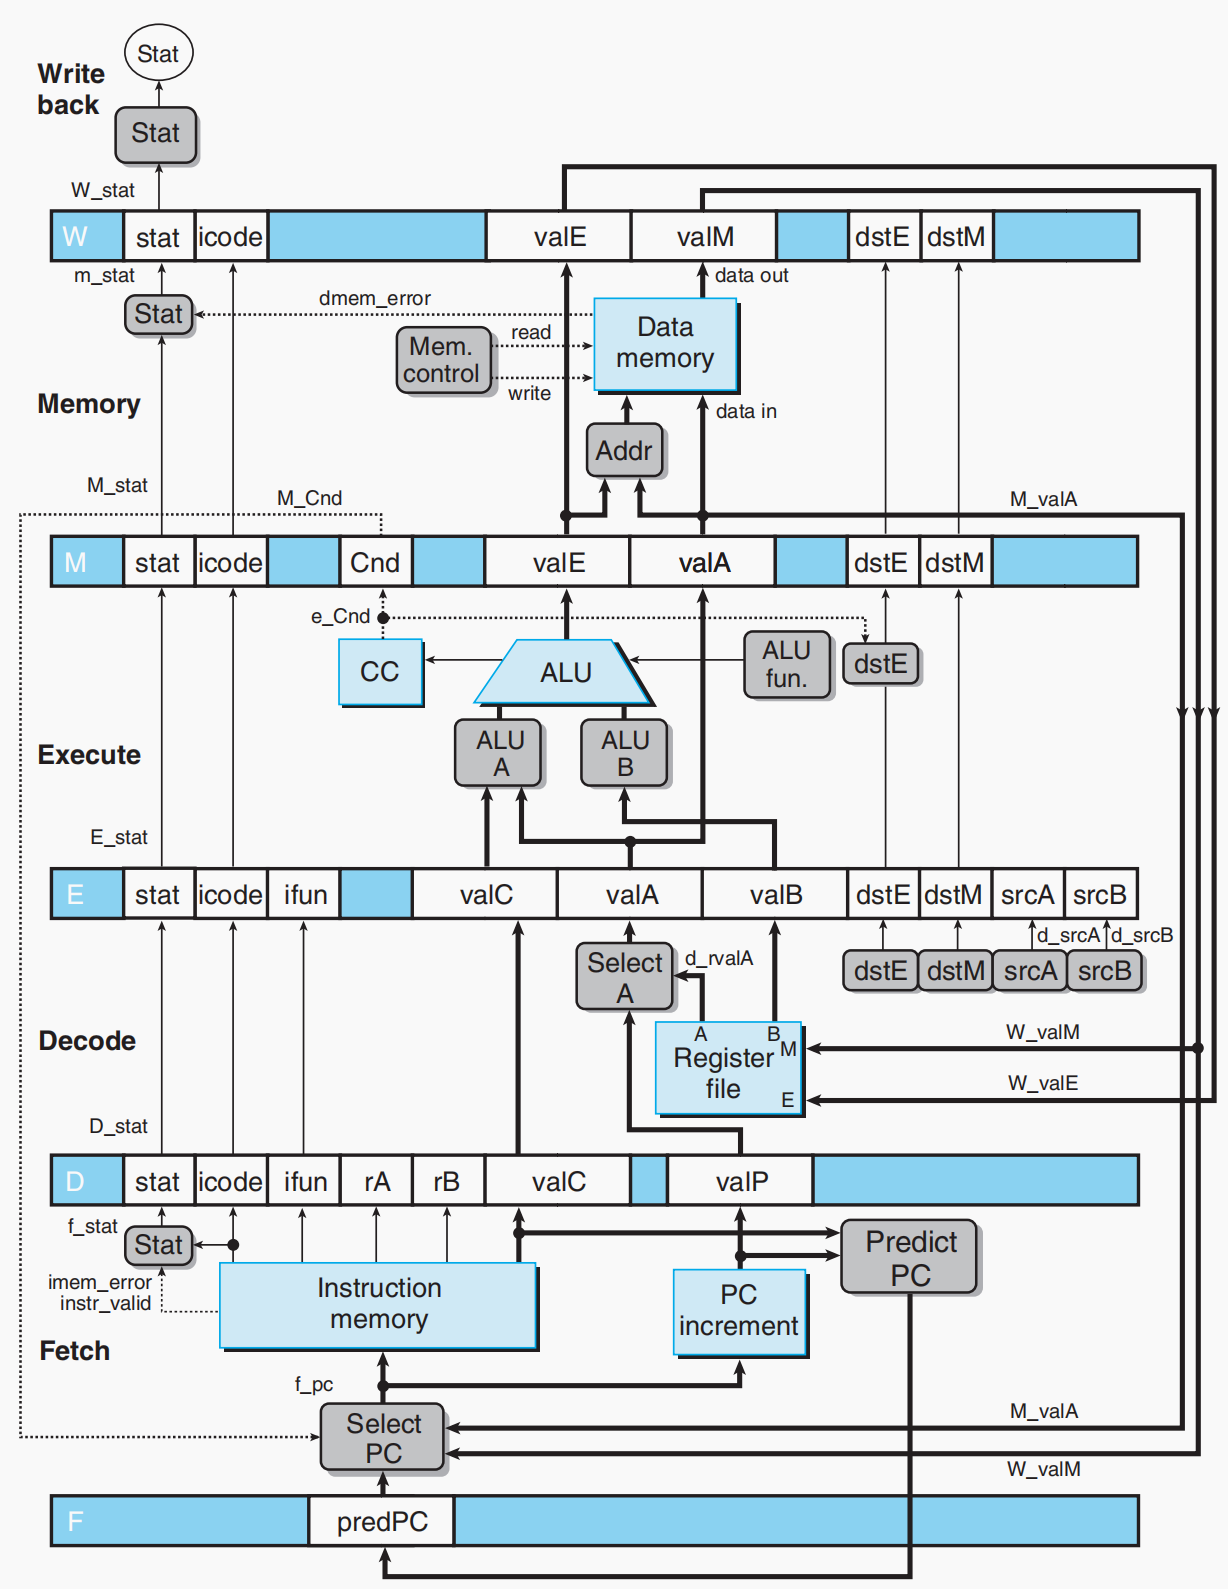 Stat
Write
back
Stat
W_stat
W
stat
icode
valE
valM
dstE
dstM
m_stat
data out
Stat
dmem_error
Data
memory
read
Mem.
control
write
Memory
data in
Addr
M_stat
M_Cnd
M_valA
M
stat
icode
Cnd
valE
valA
dstE
dstM
e_Cnd
CC
ALU
ALU
fun.
dstE
ALU
A
ALU
B
Execute
E_stat
E
stat
icode
ifun
valC
valA
valB
dstE
dstM
srcA
srcB
d_srcA
d_srcB
Select
A
d_rvalA
dstE
dstM
srcA
srcB
Decode
A
B
M
Register
file
E
W_valM
W_valE
D_stat
D
stat
icode
ifun
rA
rB
valC
valP
f_stat
Stat
Predict
PC
imem_error
instr_valid
Instruction
memory
PC
increment
Fetch
f_pc
Select
PC
M_valA
W_valM
F
predPC